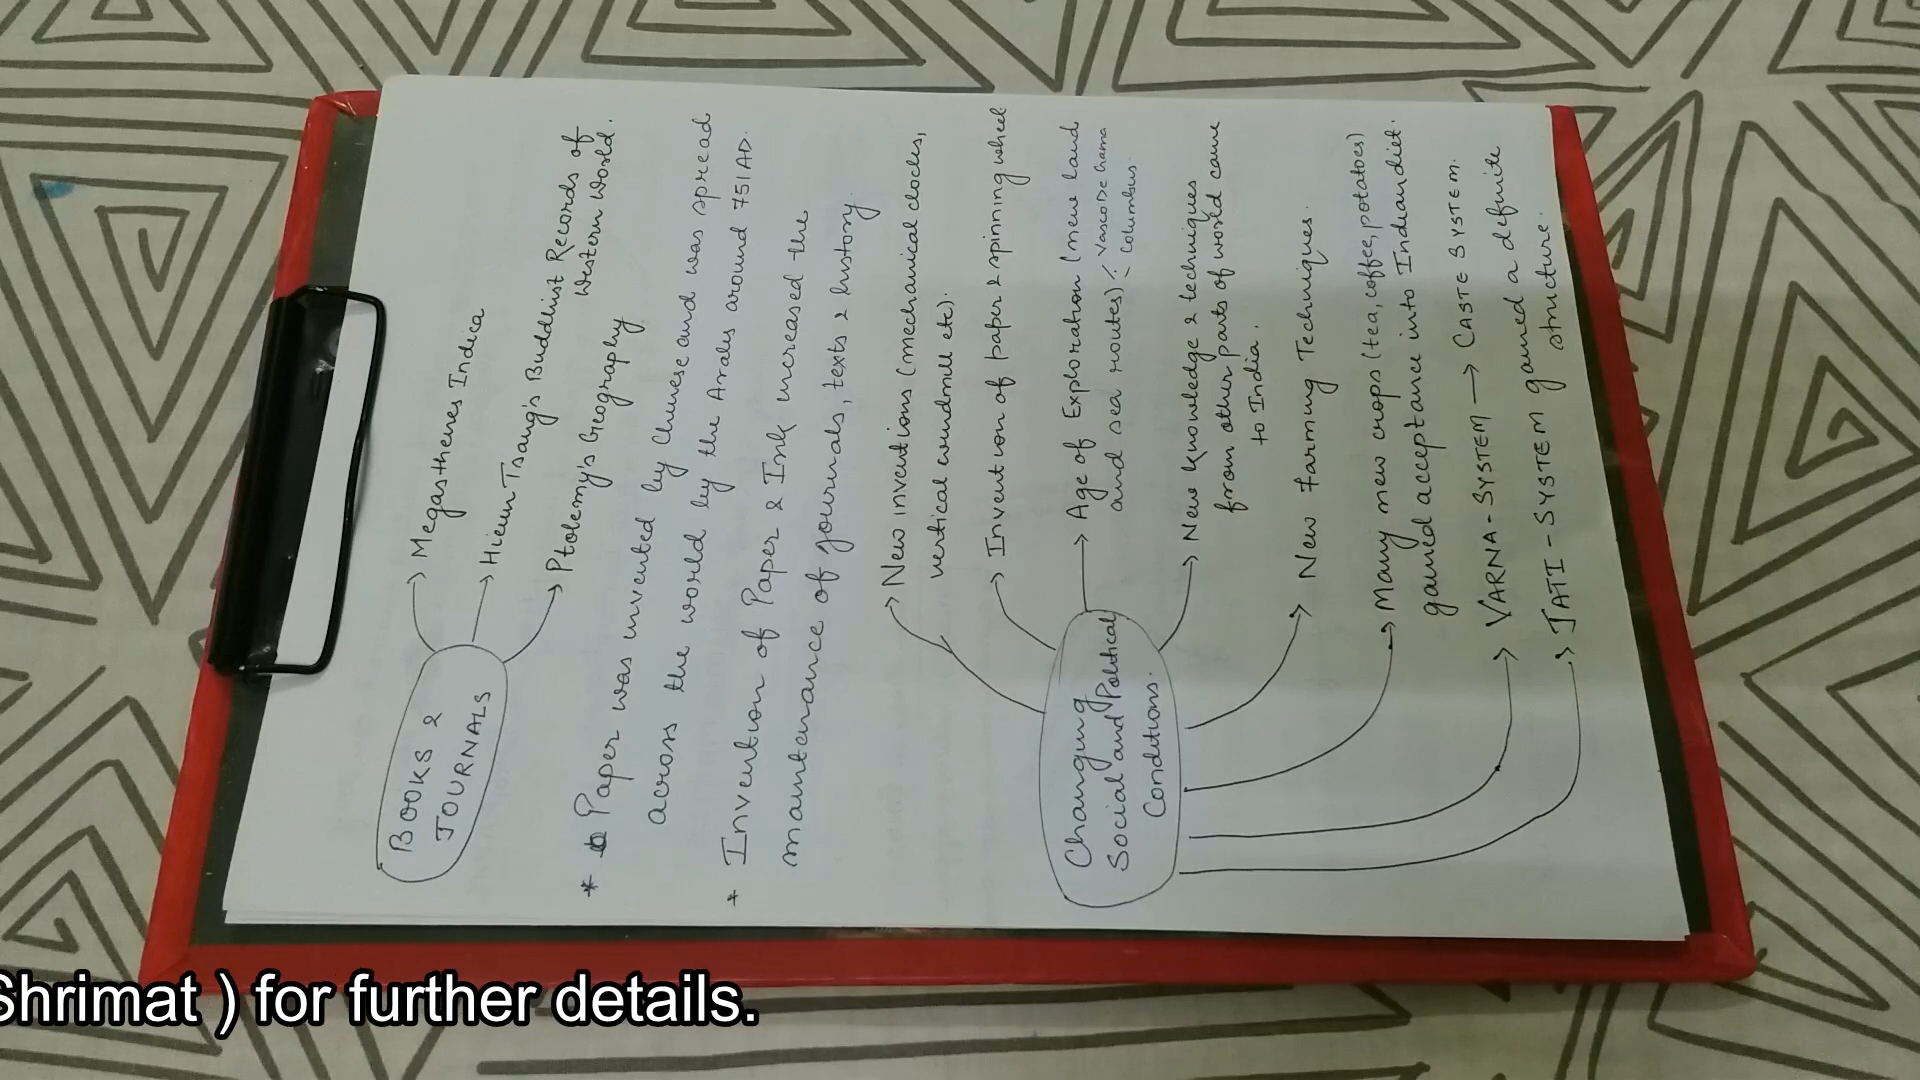 BOOKS &
JOURNALS
Megasthenes Indica
Hieun Tsang's Buddhist Records of
Western World.
Ptolemy's Geography
* Paper was invented by Chinese and was spread
across the world by the Arabs around 751 AD.
* Invention of Paper & Ink increased the
maintainance of journals, texts & history
Changing
Social and Political
Conditions.
New inventions (mechanical clocks,
vertical windmill etc).
Invention of paper & spinning wheel
Age of Exploration (new land
and sea routes)
Vasco De Gama
Columbus.
New knowledge & techniques
from other parts of world came
to India.
New Farming Techniques.
Many new crops (tea, coffee, potatoes)
gained acceptance into Indian diet.
VARNA - SYSTEM → CASTE SYSTEM.
JATI - SYSTEM gained a definite
structure.
Shrimat ) for further details.